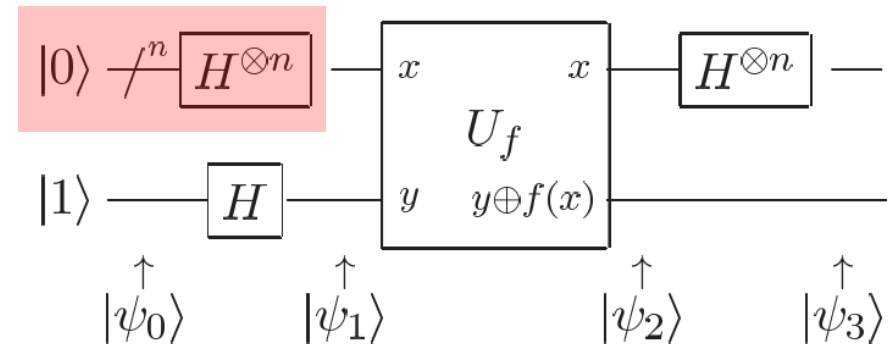 |0⟩ n H⊗n x x H⊗n
U_f
|1⟩ H y y⊕f(x)
↑ ↑ ↑ ↑
|ψ₀⟩ |ψ₁⟩ |ψ₂⟩ |ψ₃⟩